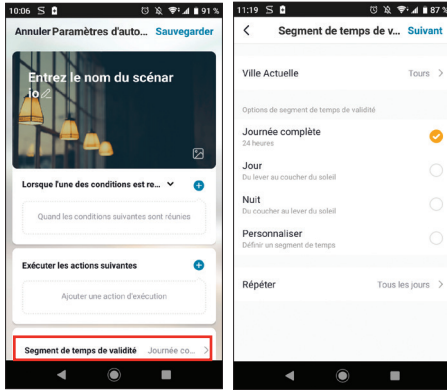 10:06 S 91 %
Annuler Paramètres d'auto... Sauvegarder
Entrez le nom du scénar
io
Lorsque l'une des conditions est re...
Quand les conditions suivantes sont réunies
Exécuter les actions suivantes
Ajouter une action d'exécution
Segment de temps de validité Journée co...
11:19 S 87 %
Segment de temps de v... Suivant
Ville Actuelle Tours
Options de segment de temps de validité
Journée complète
24 heures
Jour
Du lever au coucher du soleil
Nuit
Du coucher au lever du soleil
Personnaliser
Définir un segment de temps
Répéter Tous les jours